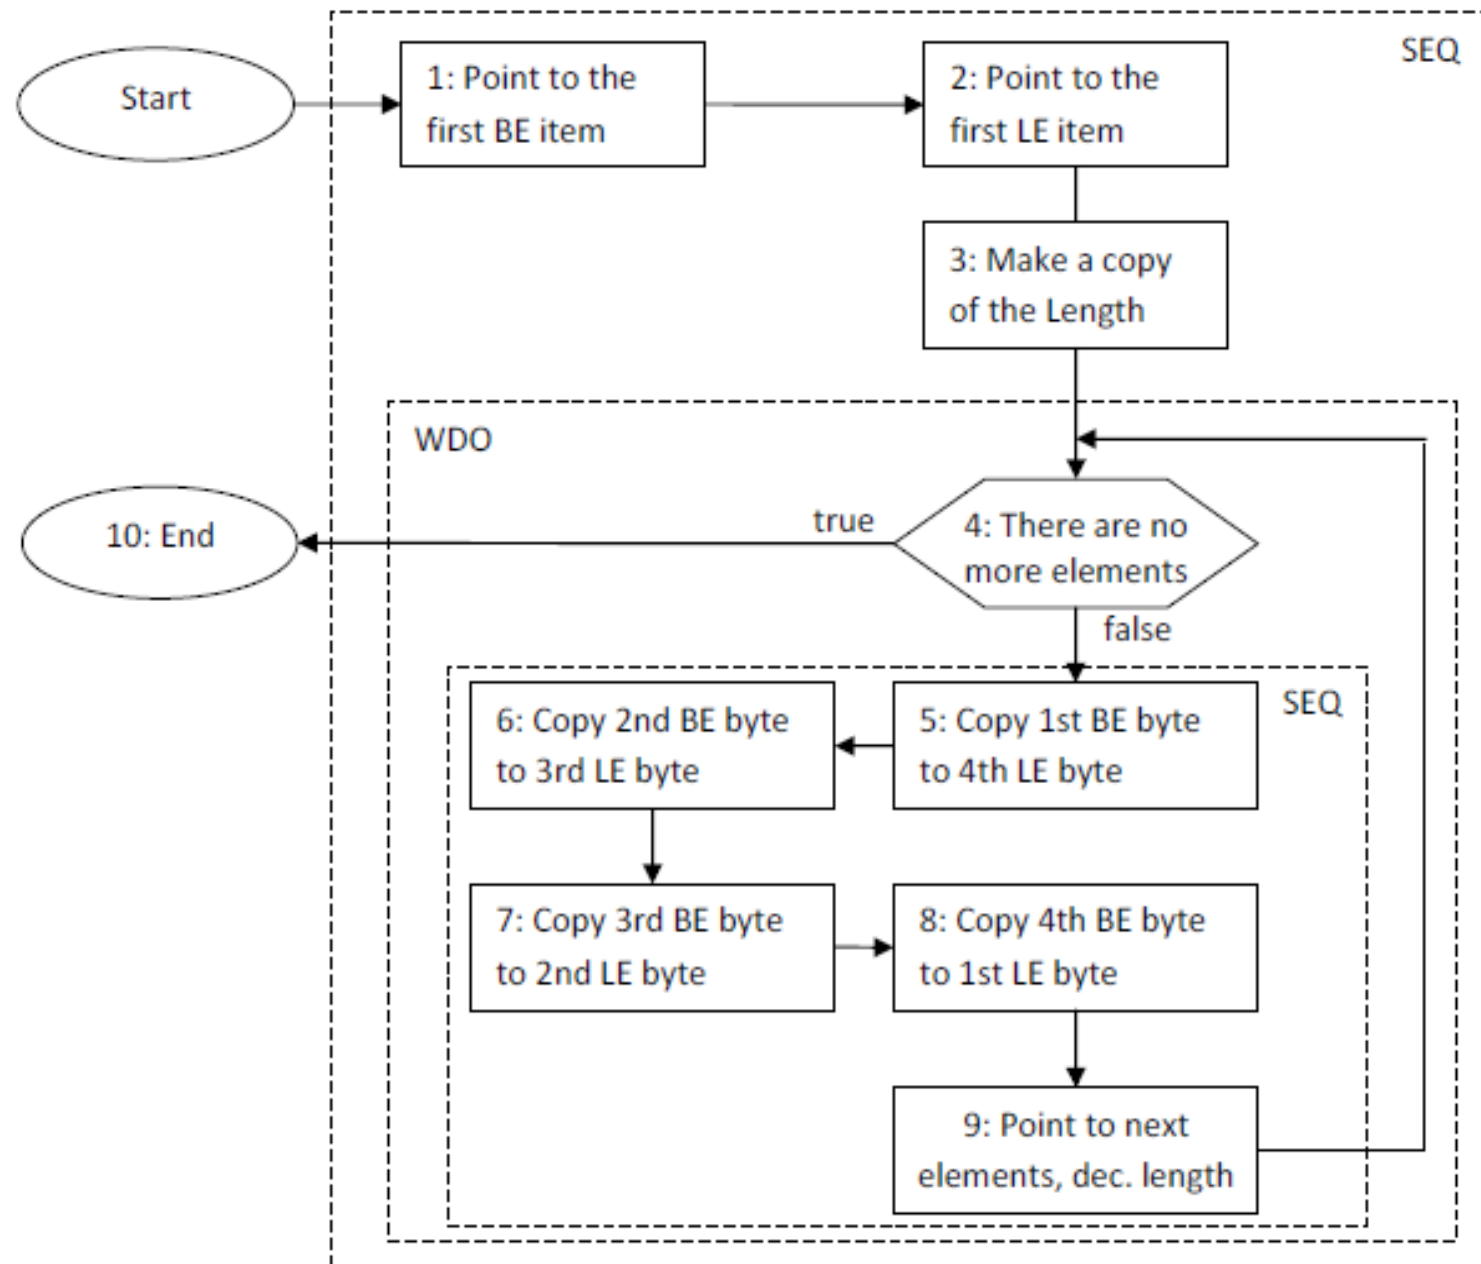 SEQ
Start
1: Point to the
first BE item
2: Point to the
first LE item
3: Make a copy
of the Length
WDO
10: End
true
4: There are no
more elements
false
SEQ
5: Copy 1st BE byte
to 4th LE byte
6: Copy 2nd BE byte
to 3rd LE byte
7: Copy 3rd BE byte
to 2nd LE byte
8: Copy 4th BE byte
to 1st LE byte
9: Point to next
elements, dec. length